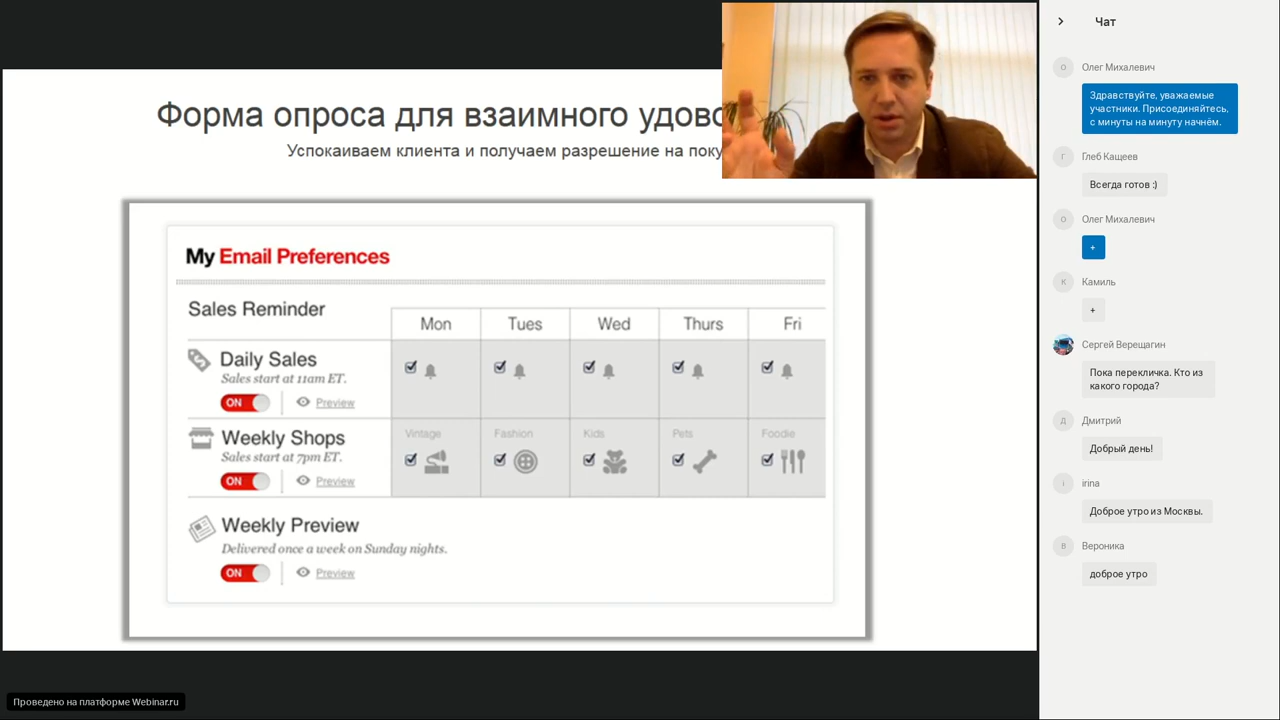 Форма опроса для взаимного
Успокаиваем клиента и получаем разрешение на
My Email Preferences
Sales Reminder
Mon Tues Wed Thurs Fri
Daily Sales
Sales start at 11am ET.
ON Preview
Weekly Shops
Sales start at 7pm ET.
ON Preview
Vintage Fashion Kids Pets Foodie
Weekly Preview
Delivered once a week on Sunday nights.
ON Preview
Проведено на платформе Webinar.ru
Чат
О Олег Михалевич
Здравствуйте, уважаемые
участники. Присоединяйтесь,
с минуты на минуту начнём.
Г Глеб Кащеев
Всегда готов :)
О Олег Михалевич
+
К Камиль
+
Сергей Верещагин
Пока перекличка. Кто из
какого города?
Д Дмитрий
Добрый день!
i irina
Доброе утро из Москвы.
В Вероника
доброе утро